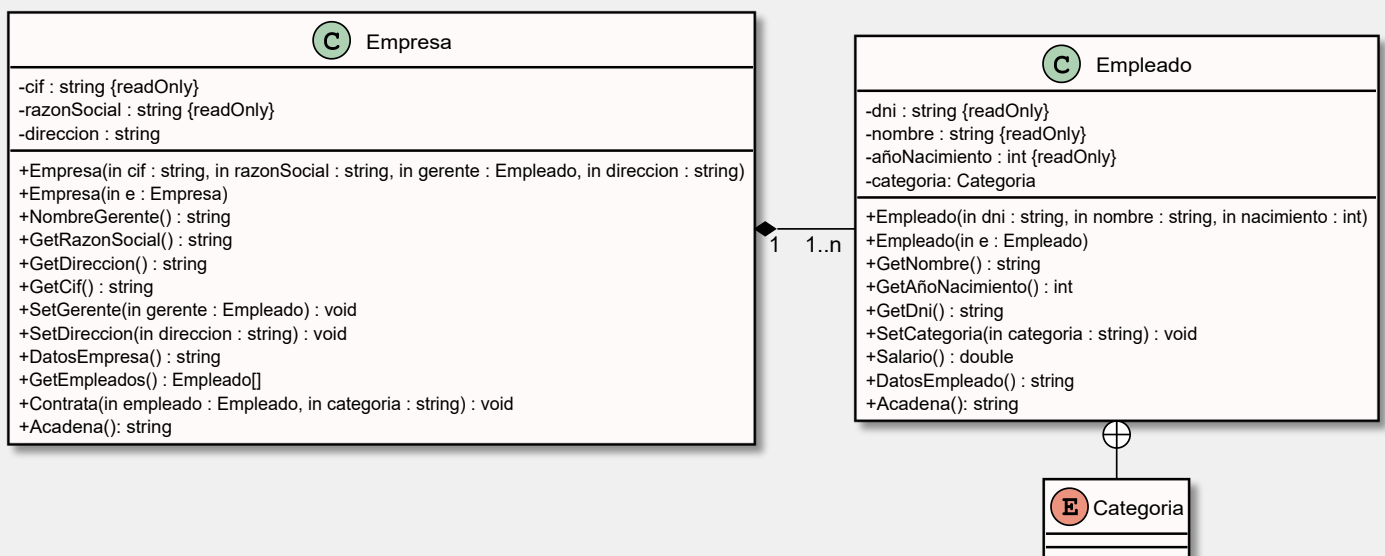 C Empresa
-cif : string {readOnly}
-razonSocial : string {readOnly}
-direccion : string
+Empresa(in cif : string, in razonSocial : string, in gerente : Empleado, in direccion : string)
+Empresa(in e : Empresa)
+NombreGerente() : string
+GetRazonSocial() : string
+GetDireccion() : string
+GetCif() : string
+SetGerente(in gerente : Empleado) : void
+SetDireccion(in direccion : string) : void
+DatosEmpresa() : string
+GetEmpleados() : Empleado[]
+Contrata(in empleado : Empleado, in categoria : string) : void
+Acadena(): string
1 1..n
C Empleado
-dni : string {readOnly}
-nombre : string {readOnly}
-añoNacimiento : int {readOnly}
-categoria: Categoria
+Empleado(in dni : string, in nombre : string, in nacimiento : int)
+Empleado(in e : Empleado)
+GetNombre() : string
+GetAñoNacimiento() : int
+GetDni() : string
+SetCategoria(in categoria : string) : void
+Salario() : double
+DatosEmpleado() : string
+Acadena(): string
E Categoria